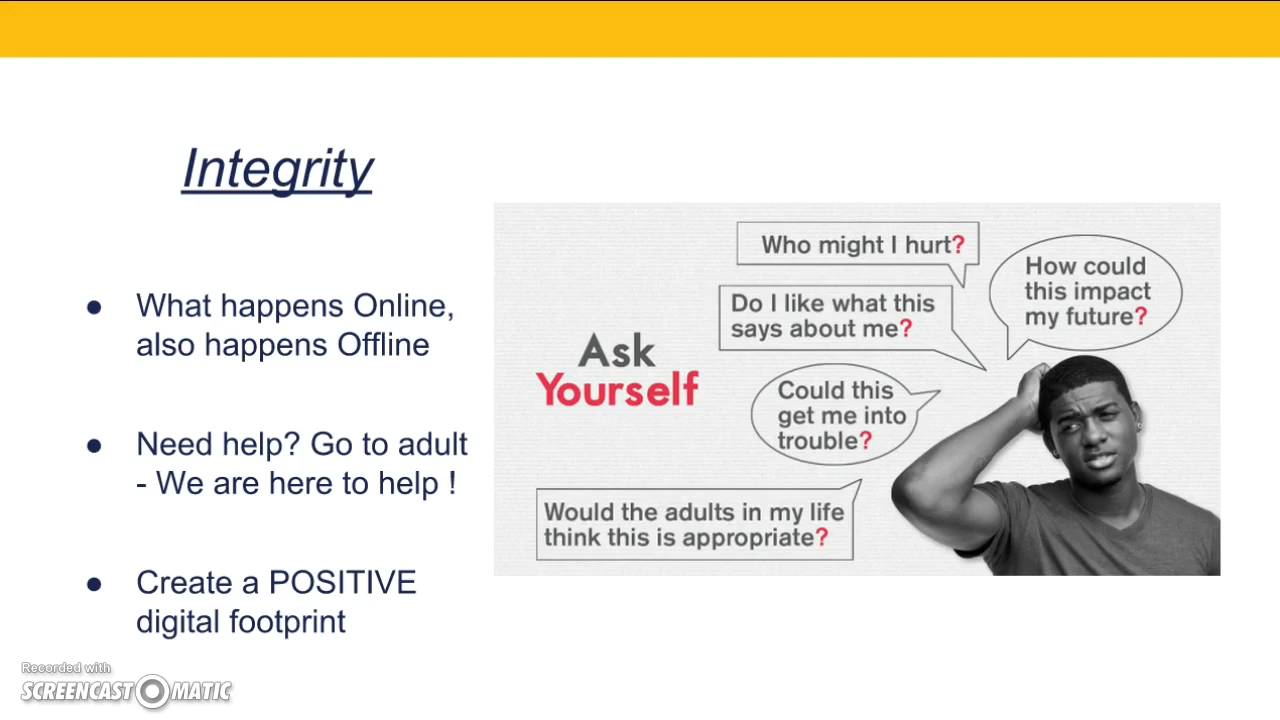 Integrity
● What happens Online,
also happens Offline
● Need help? Go to adult
- We are here to help !
● Create a POSITIVE
digital footprint
Ask
Yourself
Who might I hurt?
How could
this impact
my future?
Do I like what this
says about me?
Could this
get me into
trouble?
Would the adults in my life
think this is appropriate?
Recorded with
SCREENCAST MATIC